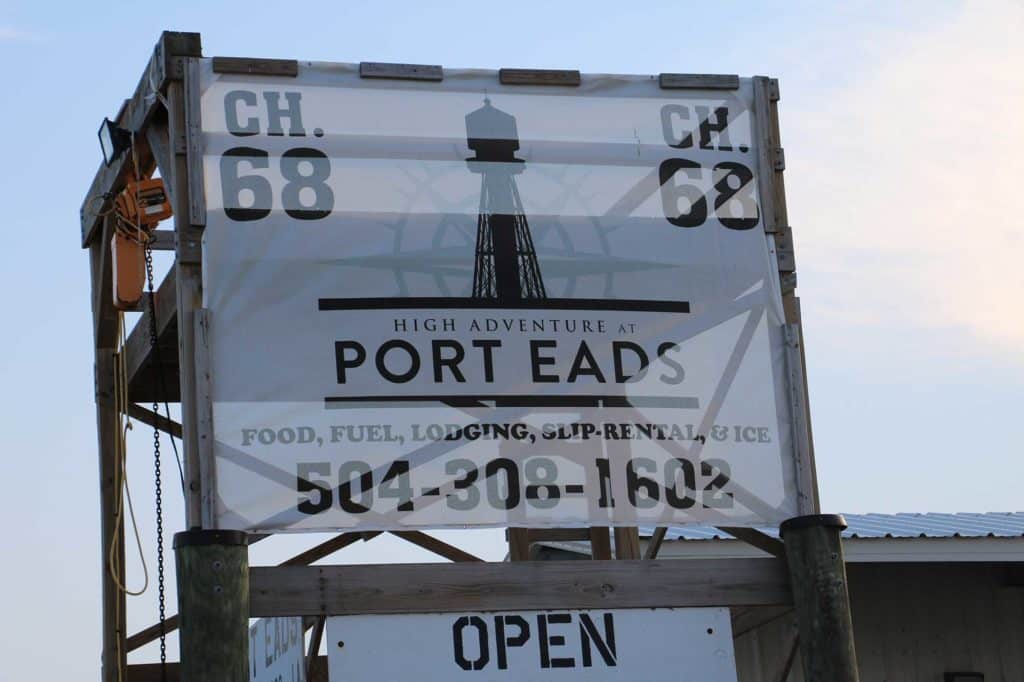 CH.
68
CH.
68
HIGH ADVENTURE AT
PORT EADS
FOOD, FUEL, LODGING, SLIP-RENTAL, & ICE
504-308-1602
OPEN
T EADS